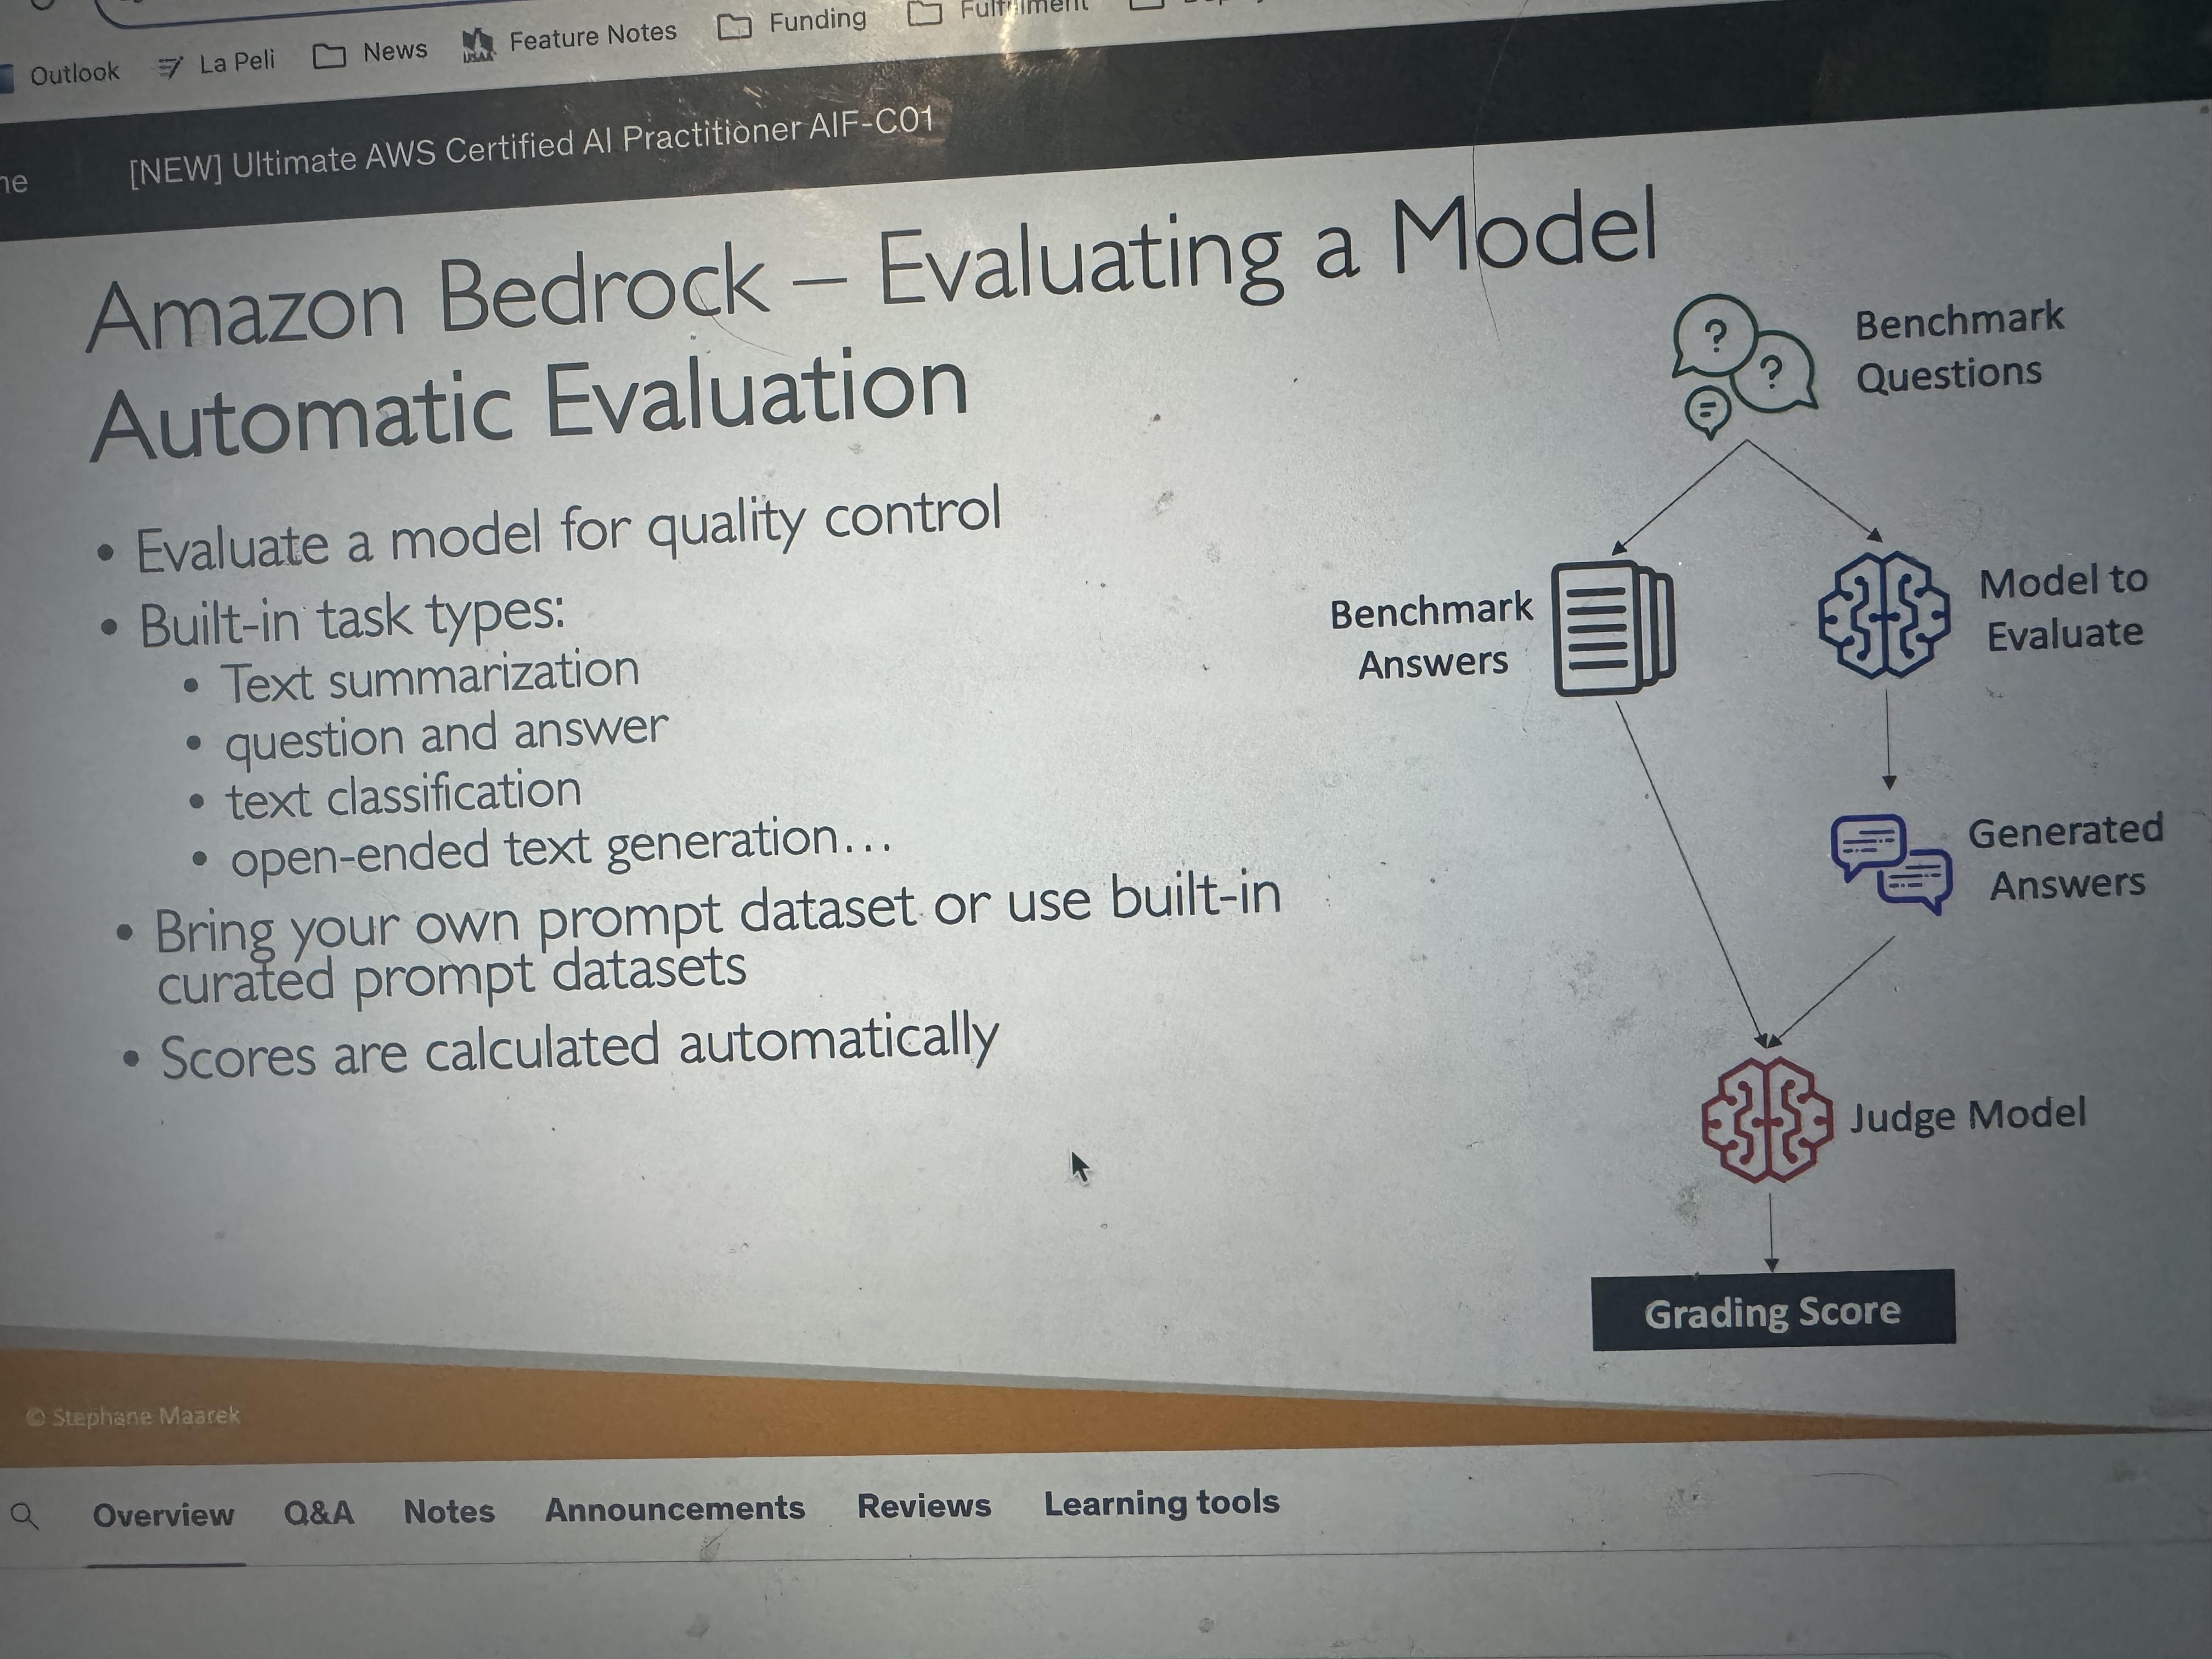 Outlook
La Peli
News
Feature Notes
Funding
Fulfillment
[NEW] Ultimate AWS Certified AI Practitioner AIF-C01
Amazon Bedrock – Evaluating a Model
Automatic Evaluation
• Evaluate a model for quality control
• Built-in task types:
• Text summarization
• question and answer
• text classification
• open-ended text generation…
• Bring your own prompt dataset or use built-in
curated prompt datasets
• Scores are calculated automatically
Benchmark
Questions
Benchmark
Answers
Model to
Evaluate
Generated
Answers
Judge Model
Grading Score
© Stephane Maarek
Overview
Q&A
Notes
Announcements
Reviews
Learning tools